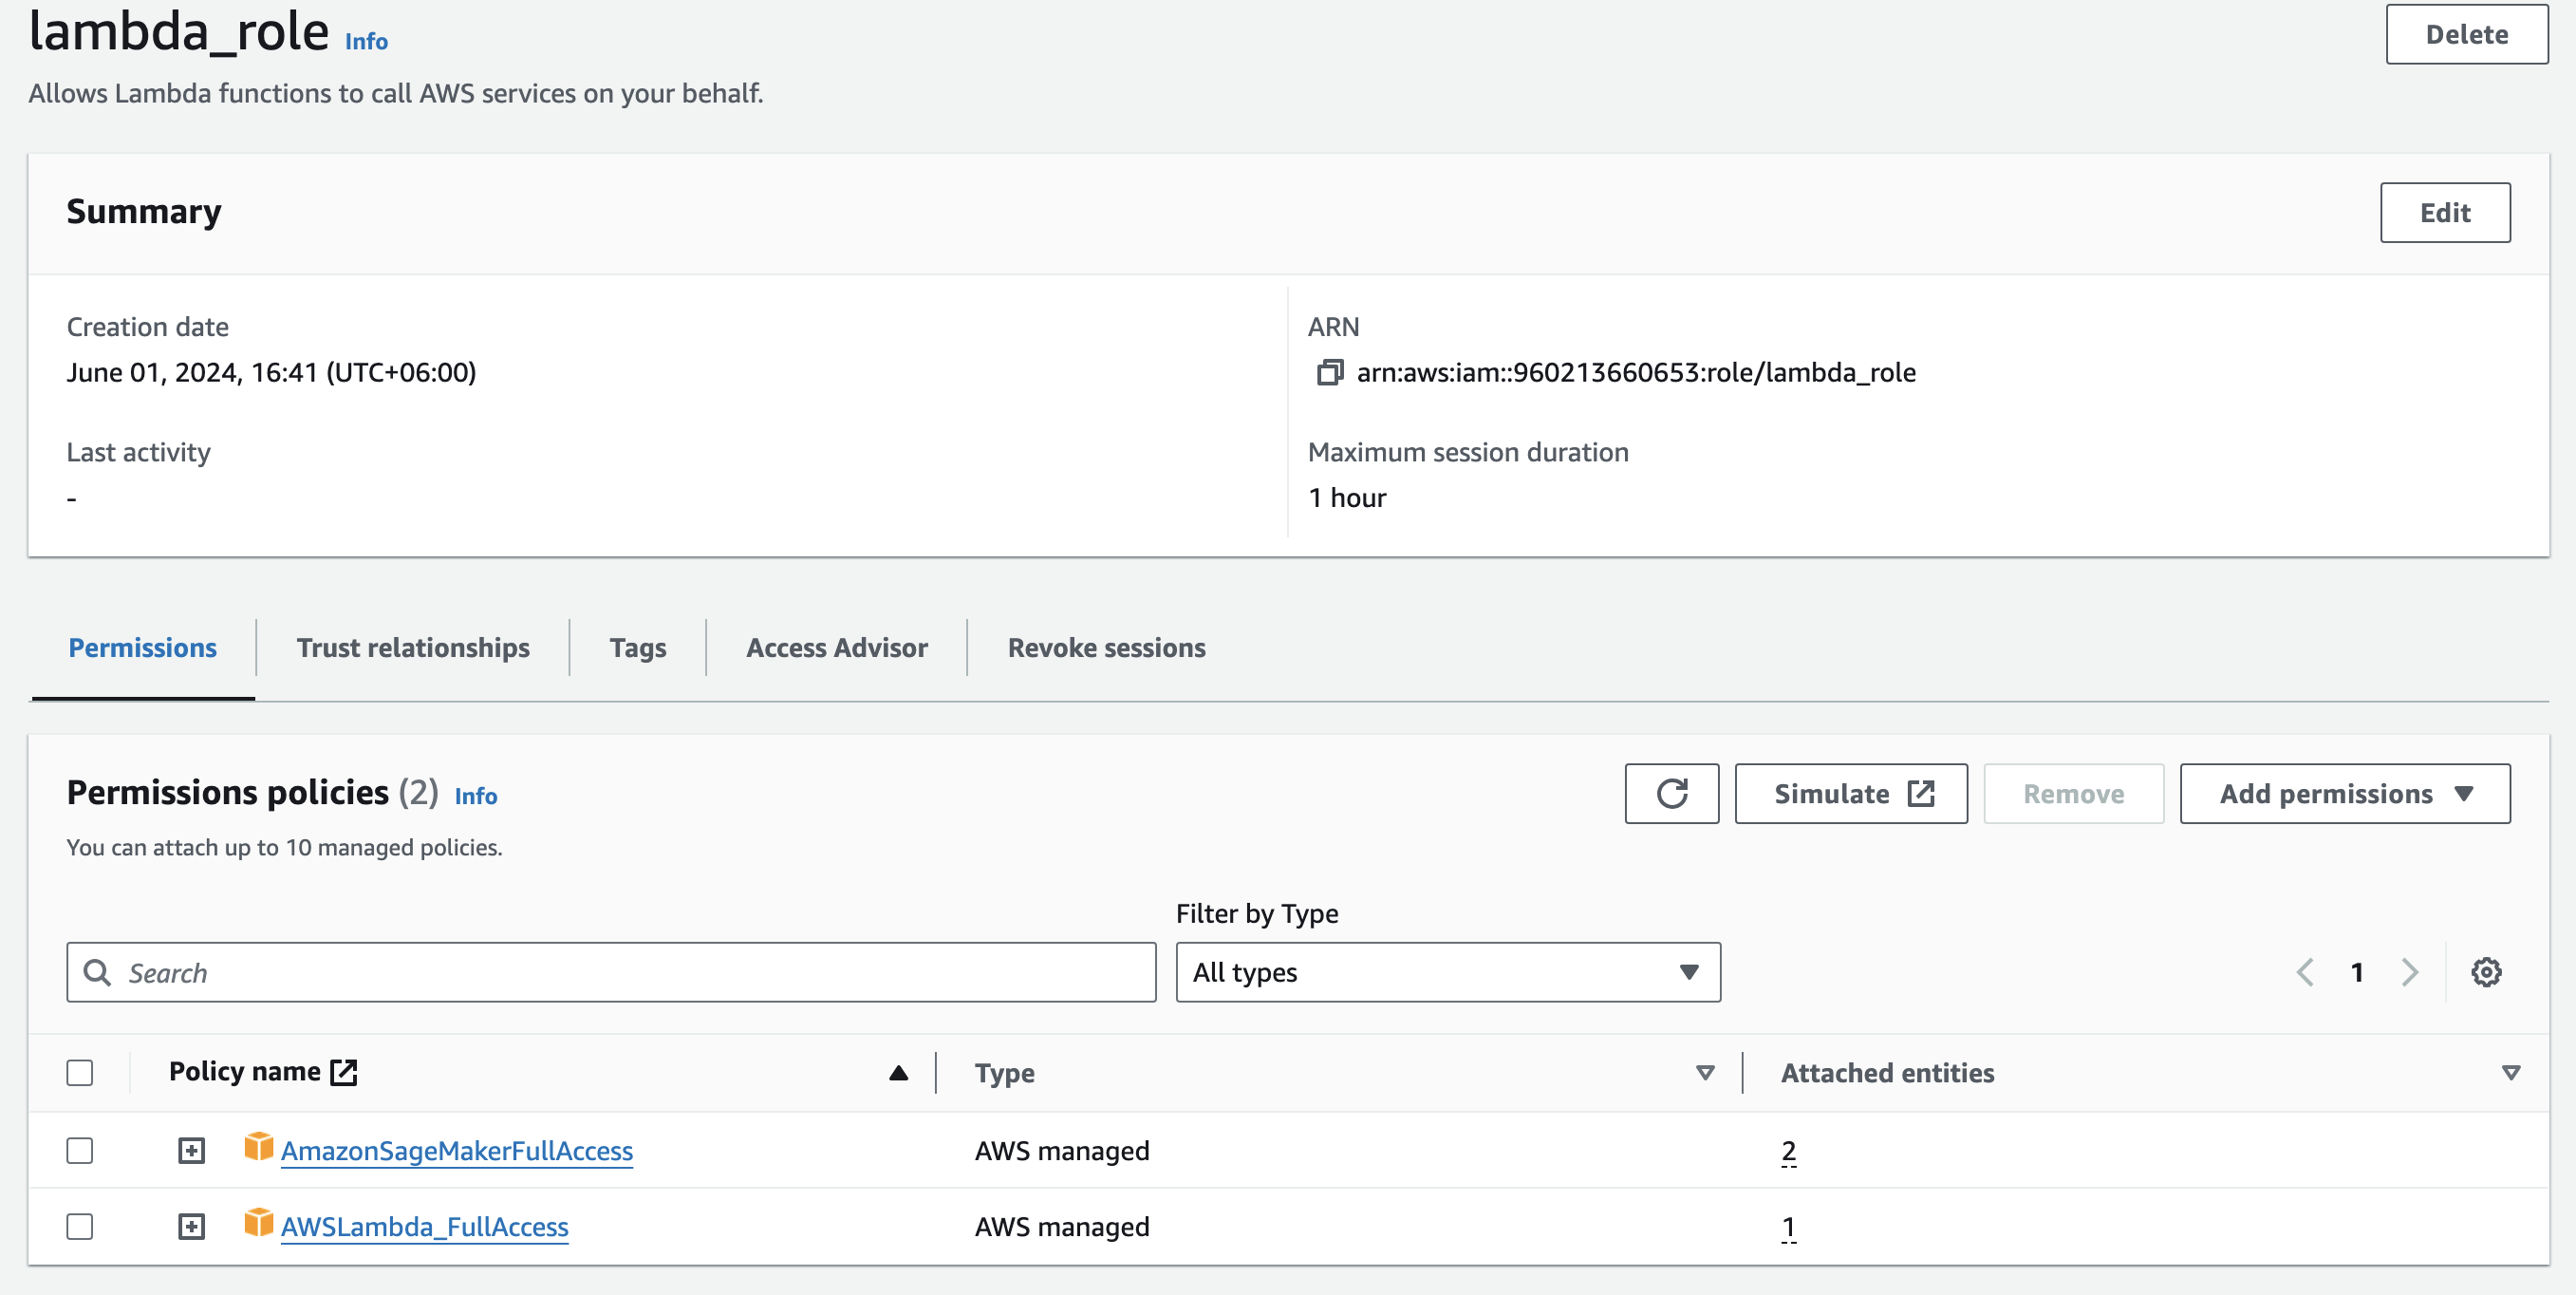 lambda_role Info
Delete
Allows Lambda functions to call AWS services on your behalf.
Summary
Edit
Creation date
June 01, 2024, 16:41 (UTC+06:00)
ARN
arn:aws:iam::960213660653:role/lambda_role
Last activity
-
Maximum session duration
1 hour
Permissions
Trust relationships
Tags
Access Advisor
Revoke sessions
Permissions policies (2) Info
Simulate
Remove
Add permissions
You can attach up to 10 managed policies.
Filter by Type
Search
All types
1
Policy name
Type
Attached entities
AmazonSageMakerFullAccess
AWS managed
2
AWSLambda_FullAccess
AWS managed
1